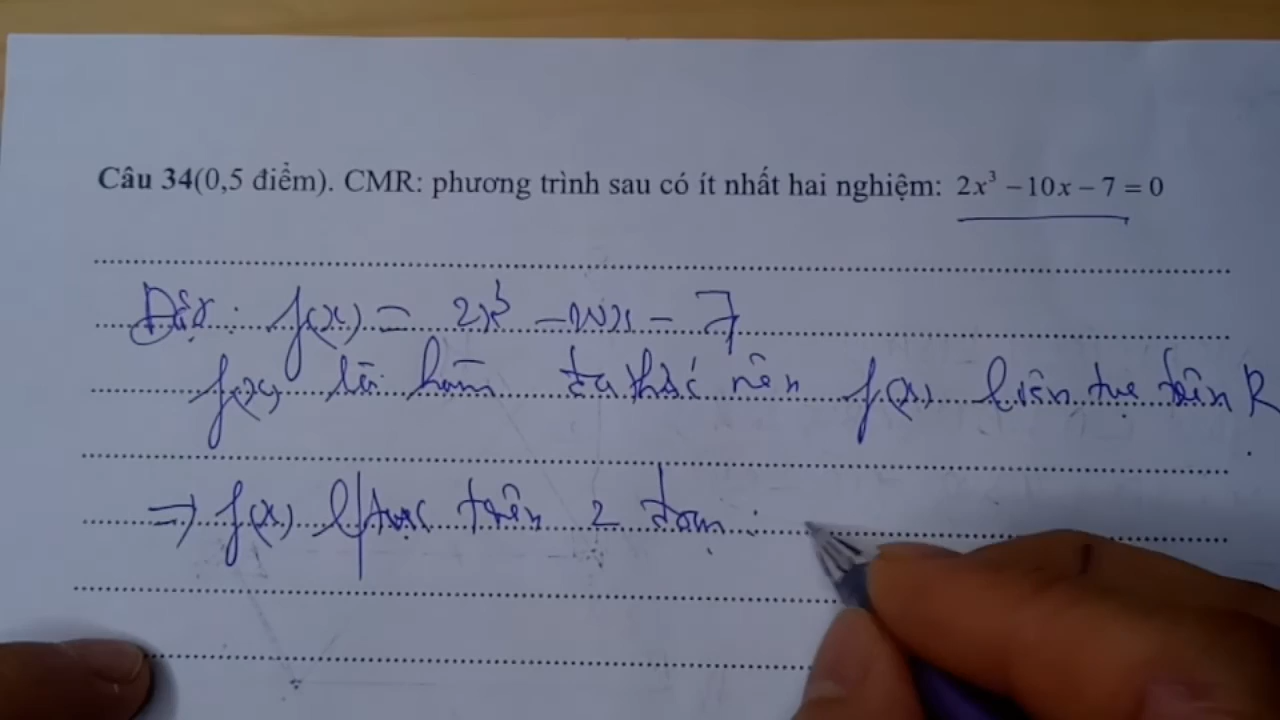 Câu 34(0,5 điểm). CMR: phương trình sau có ít nhất hai nghiệm: 2x³ – 10x – 7 = 0
Đặt: f(x) = 2x³ – 10x – 7
f(x) là hàm đa thức nên f(x) liên tục trên R.
⇒ f(x) l/tục trên 2 đoạn: